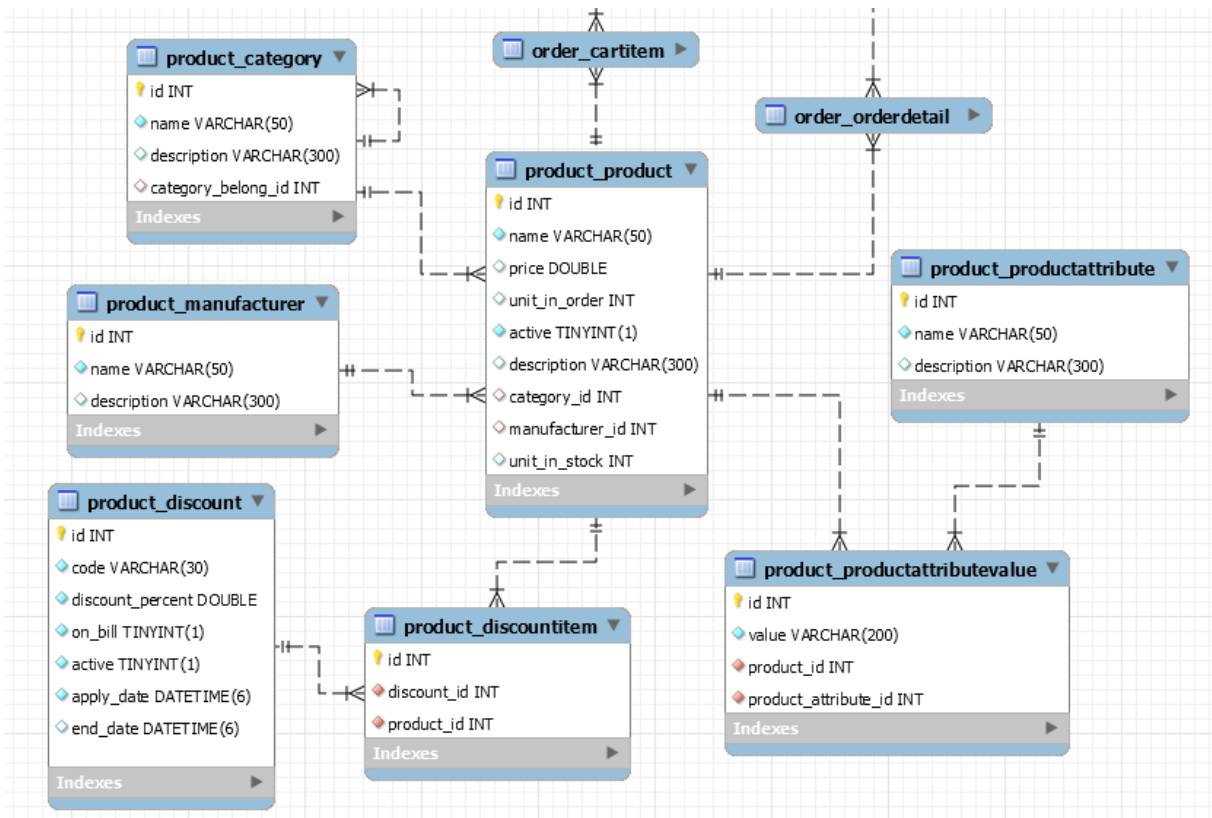 product_category
id INT
name VARCHAR(50)
description VARCHAR(300)
category_belong_id INT
Indexes
order_cartitem
order_orderdetail
product_product
id INT
name VARCHAR(50)
price DOUBLE
unit_in_order INT
active TINYINT(1)
description VARCHAR(300)
category_id INT
manufacturer_id INT
unit_in_stock INT
Indexes
product_manufacturer
id INT
name VARCHAR(50)
description VARCHAR(300)
Indexes
product_productattribute
id INT
name VARCHAR(50)
description VARCHAR(300)
Indexes
product_discount
id INT
code VARCHAR(30)
discount_percent DOUBLE
on_bill TINYINT(1)
active TINYINT(1)
apply_date DATETIME(6)
end_date DATETIME(6)
Indexes
product_discountitem
id INT
discount_id INT
product_id INT
Indexes
product_productattributevalue
id INT
value VARCHAR(200)
product_id INT
product_attribute_id INT
Indexes